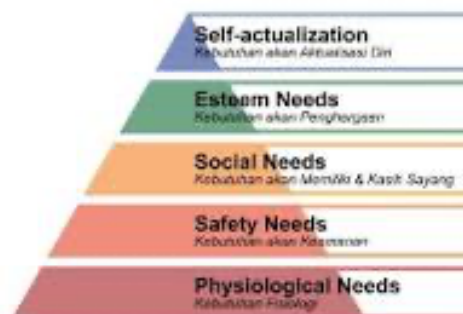 Self-actualization
Kebutuhan akan Aktualisasi Diri
Esteem Needs
Kebutuhan akan Penghargaan
Social Needs
Kebutuhan akan Memiliki & Kasih Sayang
Safety Needs
Kebutuhan akan Keamanan
Physiological Needs
Kebutuhan Fisiologi